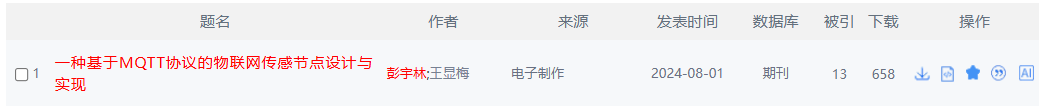 题名 作者 来源 发表时间 数据库 被引 下载 操作
1 一种基于MQTT协议的物联网传感节点设计与
实现 彭宇林;王显梅 电子制作 2024-08-01 期刊 13 658 AI